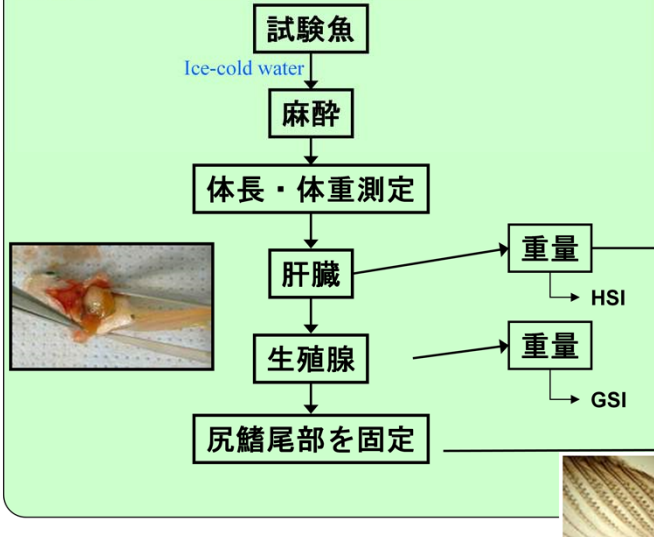 試験魚
Ice-cold water
麻酔
体長・体重測定
肝臓
重量
HSI
生殖腺
重量
GSI
尻鰭尾部を固定